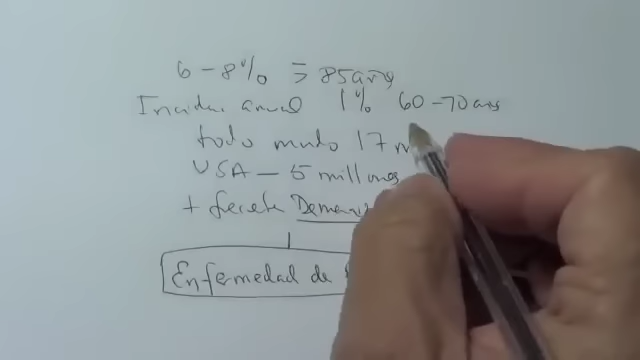 6-8% ≥ 85 años
Incidencia anual 1% 60-70 años
todo mundo 17 m
USA - 5 millones
+ frecuente Demen
Enfermedad de